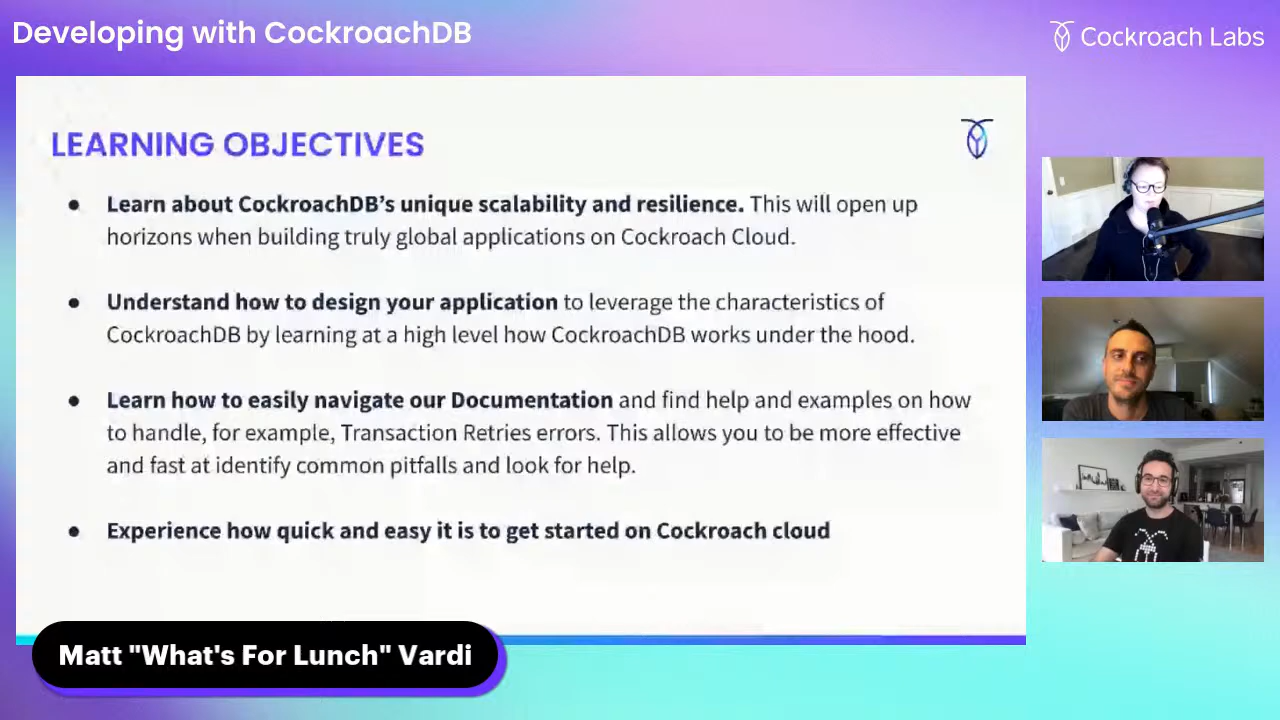 Developing with CockroachDB
Cockroach Labs
LEARNING OBJECTIVES
● Learn about CockroachDB’s unique scalability and resilience. This will open up
horizons when building truly global applications on Cockroach Cloud.
● Understand how to design your application to leverage the characteristics of
CockroachDB by learning at a high level how CockroachDB works under the hood.
● Learn how to easily navigate our Documentation and find help and examples on how
to handle, for example, Transaction Retries errors. This allows you to be more effective
and fast at identify common pitfalls and look for help.
● Experience how quick and easy it is to get started on Cockroach cloud
Matt "What's For Lunch" Vardi